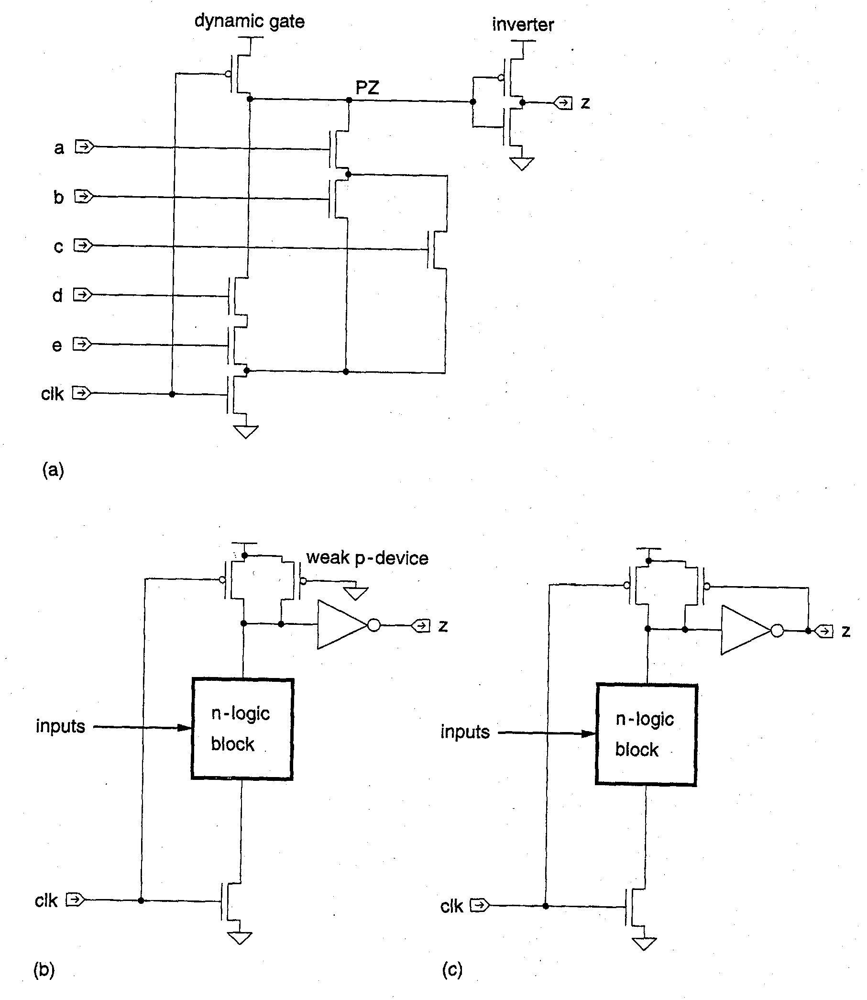 dynamic gate
inverter
PZ
z
a
b
c
d
e
clk
(a)
weak p-device
z
z
n-logic
block
n-logic
block
inputs
inputs
clk
clk
(b)
(c)